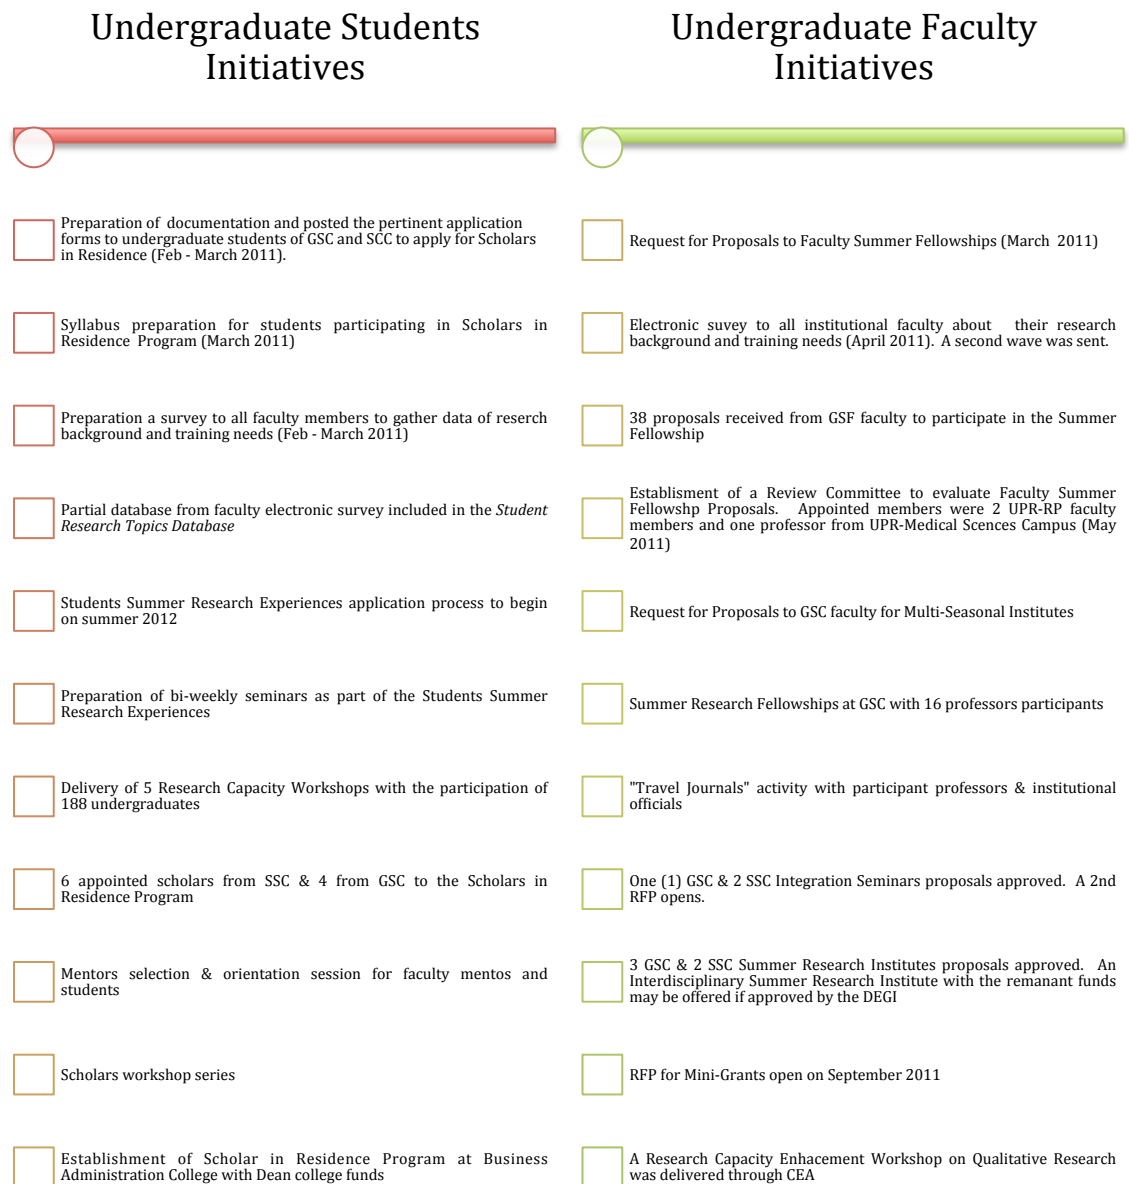 Undergraduate Students
Initiatives
Preparation of  documentation and posted the pertinent application
forms to undergraduate students of GSC and SCC to apply for Scholars
in Residence (Feb - March 2011).
Syllabus preparation for students participating in Scholars in
Residence  Program (March 2011)
Preparation a survey to all faculty members to gather data of reserch
background and training needs (Feb - March 2011)
Partial database from faculty electronic survey included in the Student
Research Topics Database
Students Summer Research Experiences application process to begin
on summer 2012
Preparation of bi-weekly seminars as part of the Students Summer
Research Experiences
Delivery of 5 Research Capacity Workshops with the participation of
188 undergraduates
6 appointed scholars from SSC & 4 from GSC to the Scholars in
Residence Program
Mentors selection & orientation session for faculty mentos and
students
Scholars workshop series
Establishment of Scholar in Residence Program at Business
Administration College with Dean college funds
Undergraduate Faculty
Initiatives
Request for Proposals to Faculty Summer Fellowships (March  2011)
Electronic suvey to all institutional faculty about  their research
background and training needs (April 2011).  A second wave was sent.
38 proposals received from GSF faculty to participate in the Summer
Fellowship
Establisment of a Review Committee to evaluate Faculty Summer
Fellowshp Proposals.  Appointed members were 2 UPR-RP faculty
members and one professor from UPR-Medical Scences Campus (May
2011)
Request for Proposals to GSC faculty for Multi-Seasonal Institutes
Summer Research Fellowships at GSC with 16 professors participants
"Travel Journals" activity with participant professors & institutional
officials
One (1) GSC & 2 SSC Integration Seminars proposals approved.  A 2nd
RFP opens.
3 GSC & 2 SSC Summer Research Institutes proposals approved.  An
Interdisciplinary Summer Research Institute with the remanant funds
may be offered if approved by the DEGI
RFP for Mini-Grants open on September 2011
A Research Capacity Enhacement Workshop on Qualitative Research
was delivered through CEA